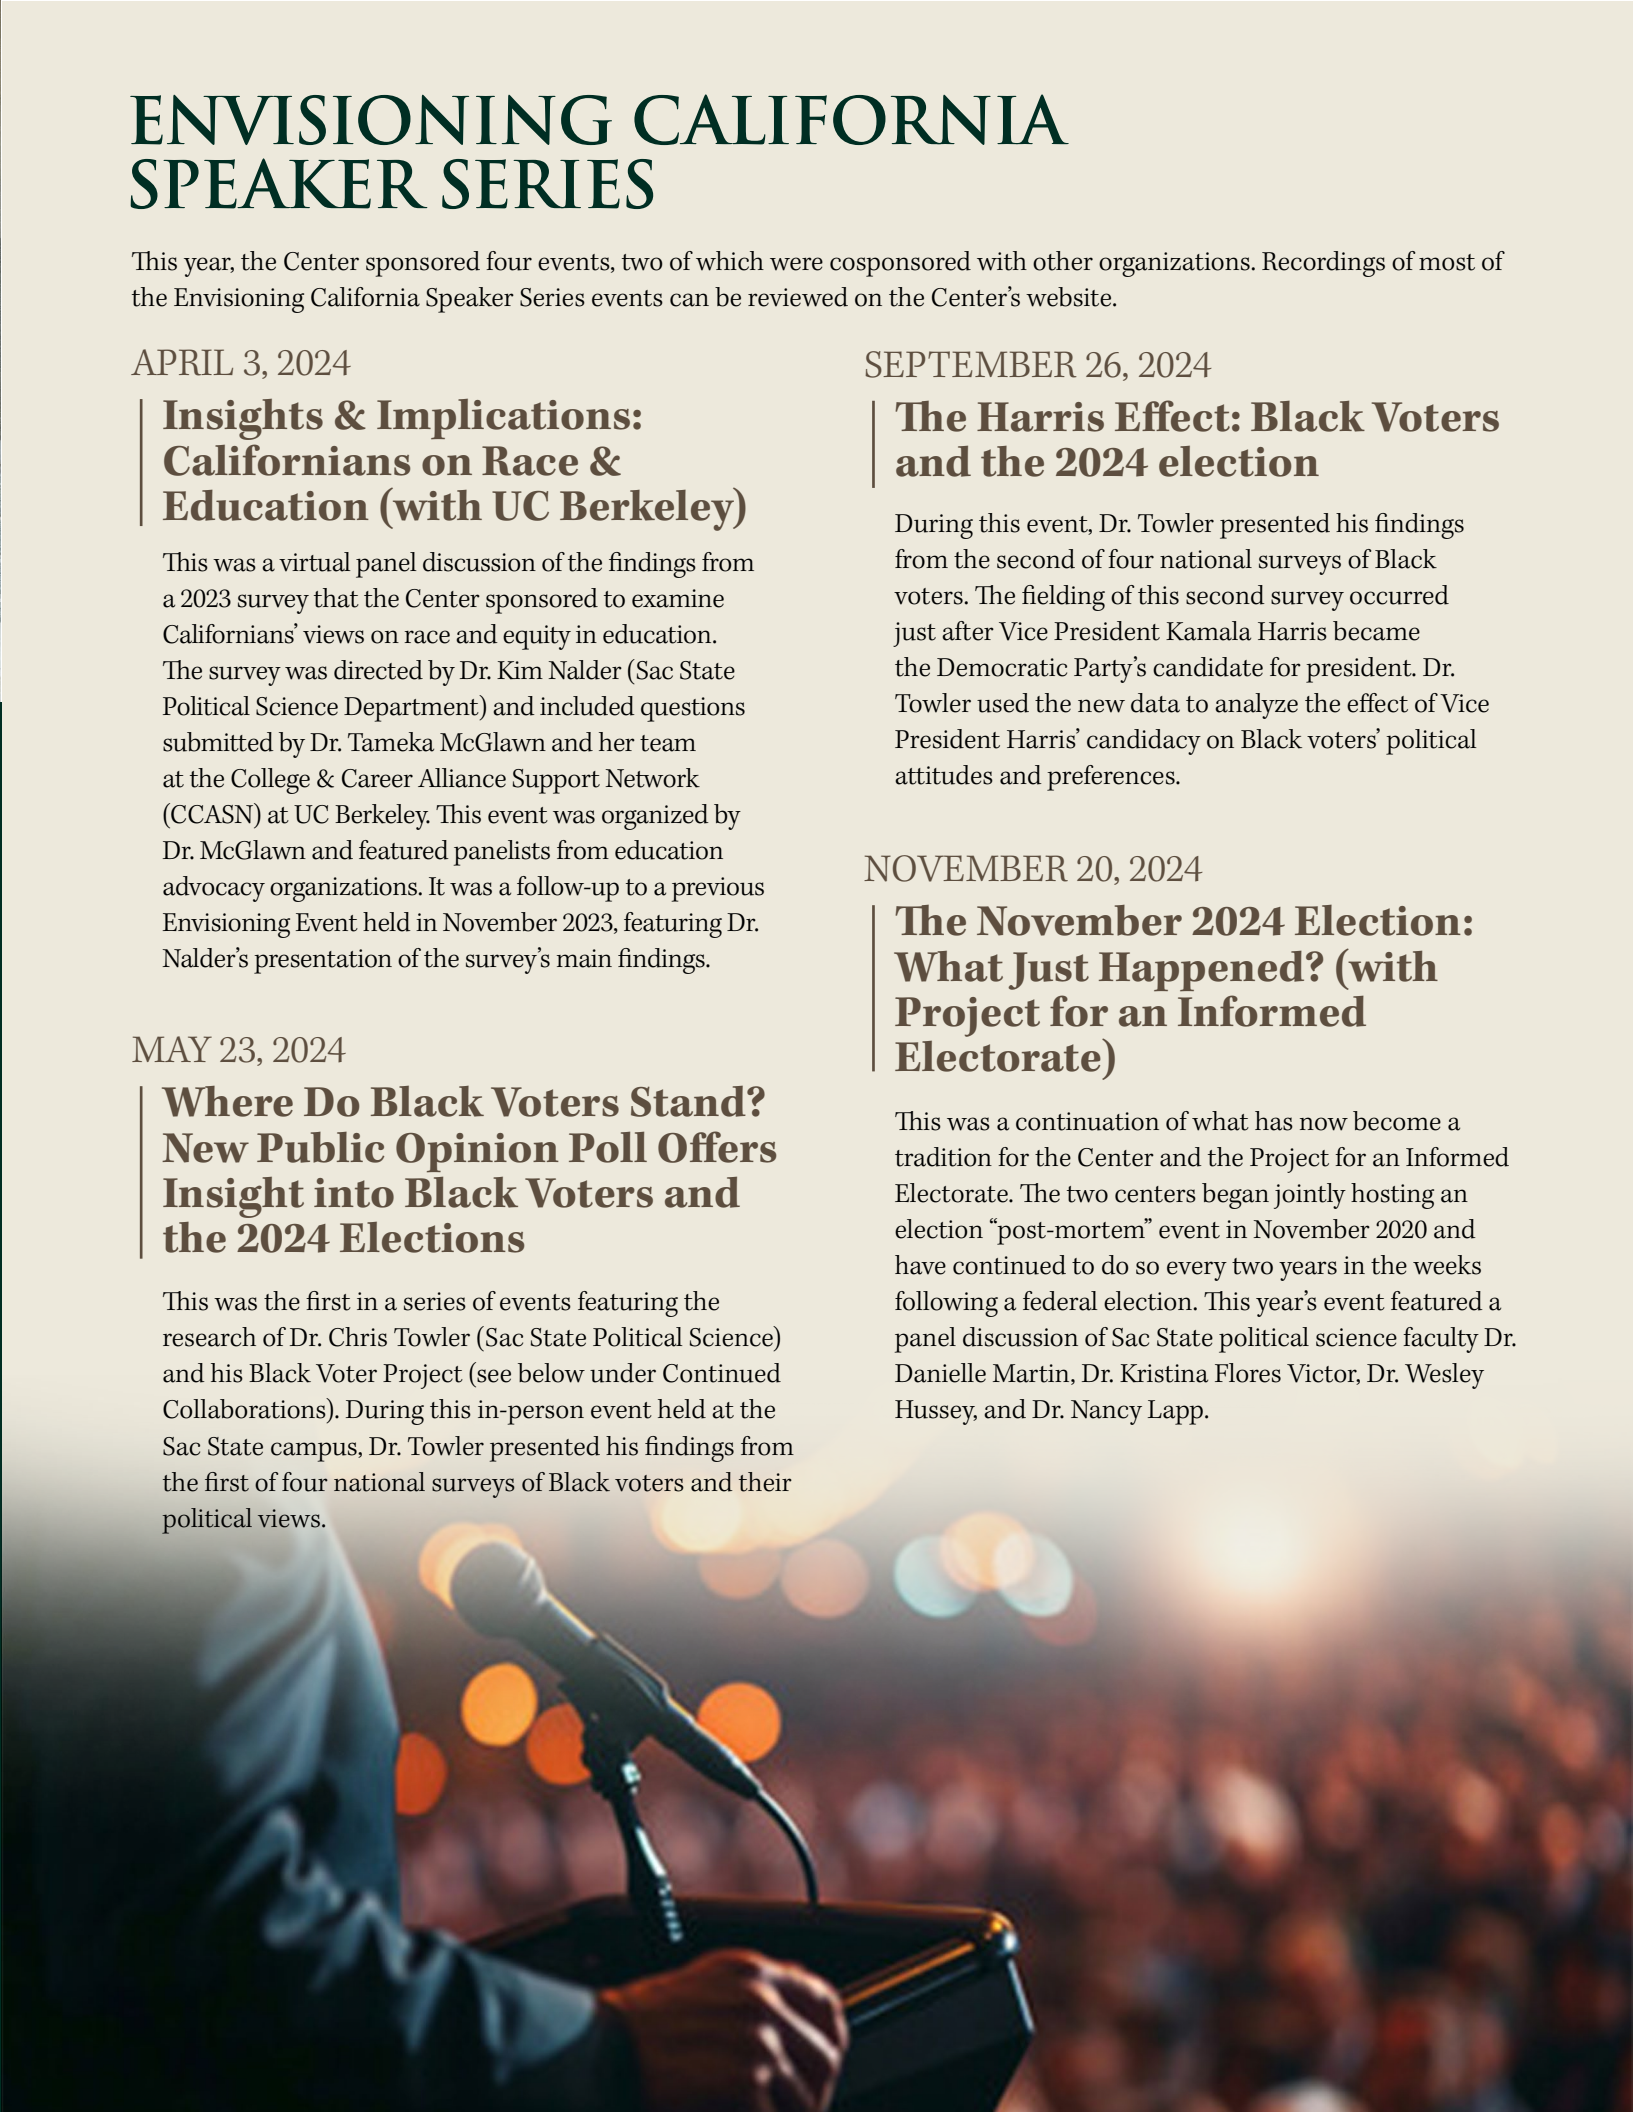 ENVISIONING CALIFORNIA
SPEAKER SERIES
This year, the Center sponsored four events, two of which were cosponsored with other organizations. Recordings of most of
the Envisioning California Speaker Series events can be reviewed on the Center’s website.
APRIL 3, 2024
Insights & Implications:
Californians on Race &
Education (with UC Berkeley)
This was a virtual panel discussion of the findings from
a 2023 survey that the Center sponsored to examine
Californians’ views on race and equity in education.
The survey was directed by Dr. Kim Nalder (Sac State
Political Science Department) and included questions
submitted by Dr. Tameka McGlawn and her team
at the College & Career Alliance Support Network
(CCASN) at UC Berkeley. This event was organized by
Dr. McGlawn and featured panelists from education
advocacy organizations. It was a follow-up to a previous
Envisioning Event held in November 2023, featuring Dr.
Nalder’s presentation of the survey’s main findings.
MAY 23, 2024
Where Do Black Voters Stand?
New Public Opinion Poll Offers
Insight into Black Voters and
the 2024 Elections
This was the first in a series of events featuring the
research of Dr. Chris Towler (Sac State Political Science)
and his Black Voter Project (see below under Continued
Collaborations). During this in-person event held at the
Sac State campus, Dr. Towler presented his findings from
the first of four national surveys of Black voters and their
political views.
SEPTEMBER 26, 2024
The Harris Effect: Black Voters
and the 2024 election
During this event, Dr. Towler presented his findings
from the second of four national surveys of Black
voters. The fielding of this second survey occurred
just after Vice President Kamala Harris became
the Democratic Party’s candidate for president. Dr.
Towler used the new data to analyze the effect of Vice
President Harris’ candidacy on Black voters’ political
attitudes and preferences.
NOVEMBER 20, 2024
The November 2024 Election:
What Just Happened? (with
Project for an Informed
Electorate)
This was a continuation of what has now become a
tradition for the Center and the Project for an Informed
Electorate. The two centers began jointly hosting an
election “post-mortem” event in November 2020 and
have continued to do so every two years in the weeks
following a federal election. This year’s event featured a
panel discussion of Sac State political science faculty Dr.
Danielle Martin, Dr. Kristina Flores Victor, Dr. Wesley
Hussey, and Dr. Nancy Lapp.